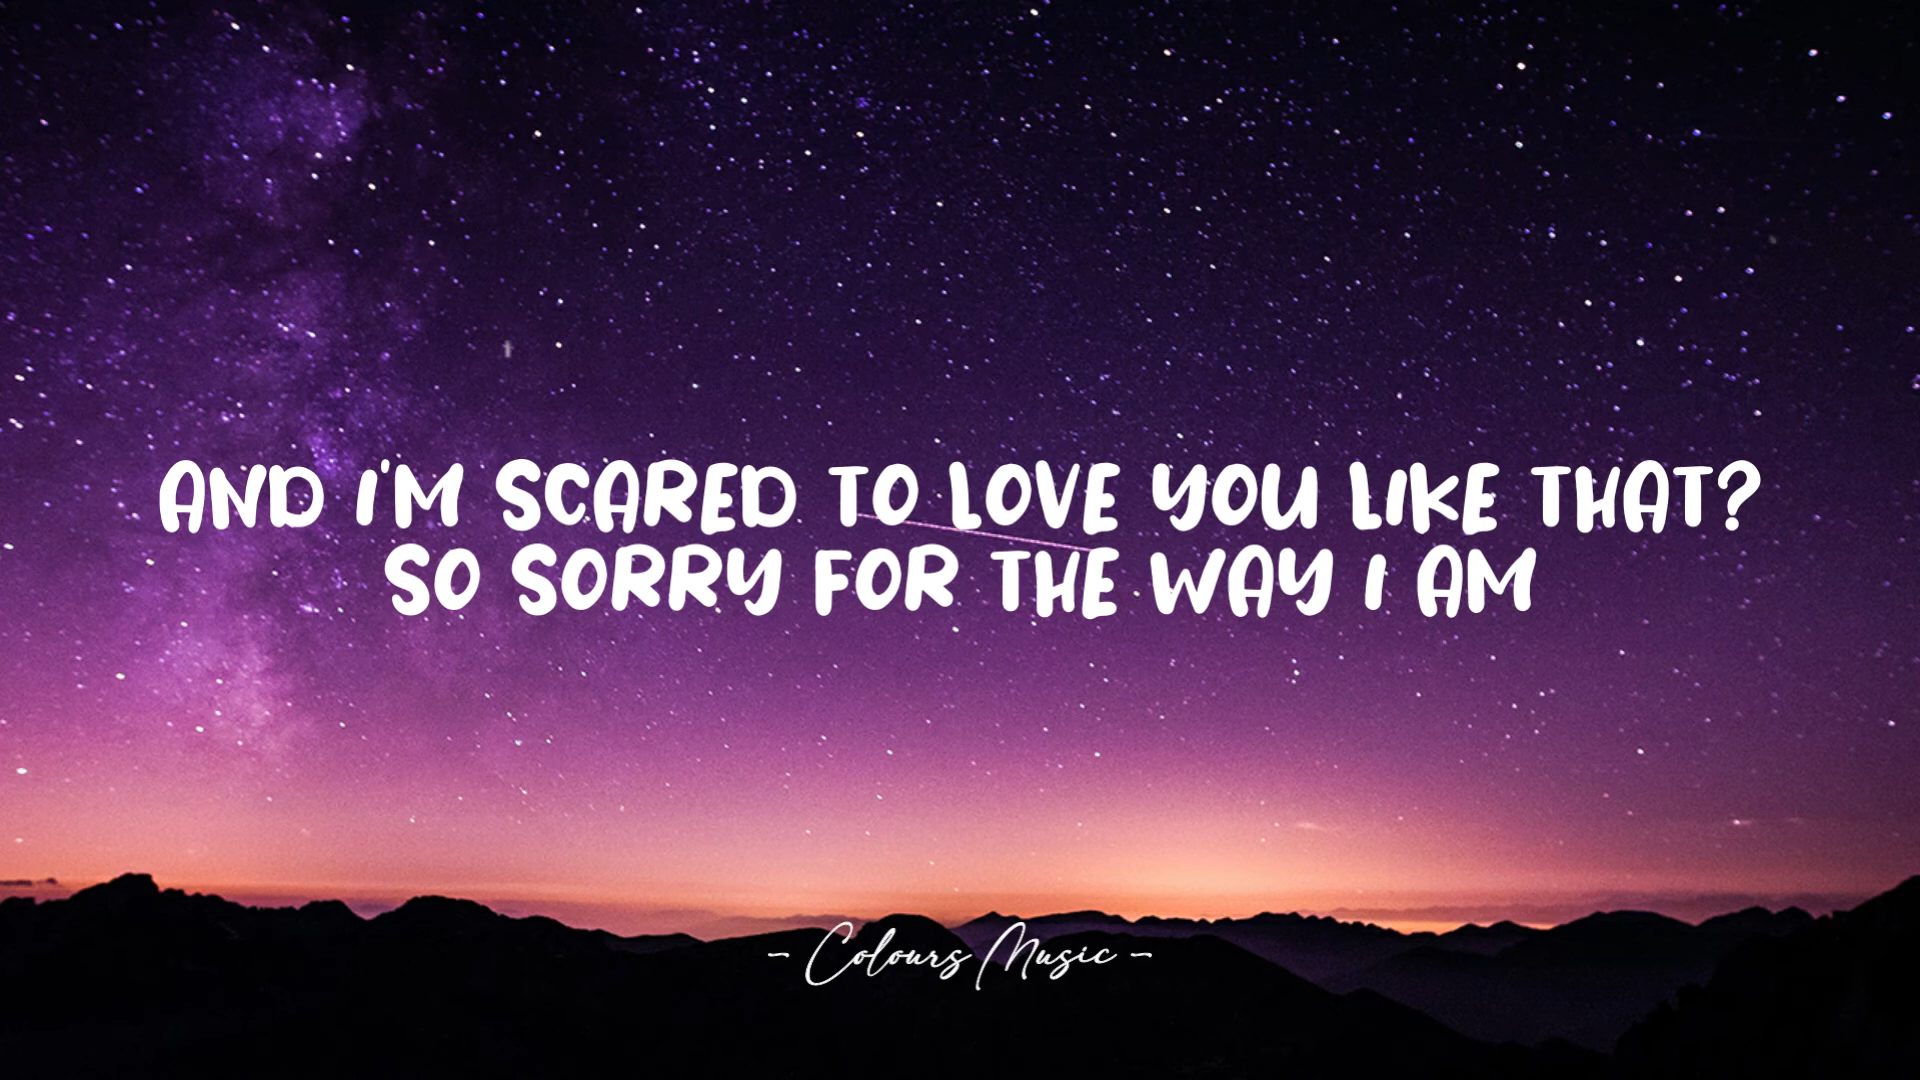 AND I'M SCARED TO LOVE YOU LIKE THAT?
SO SORRY FOR THE WAY I AM
- Colours Music -